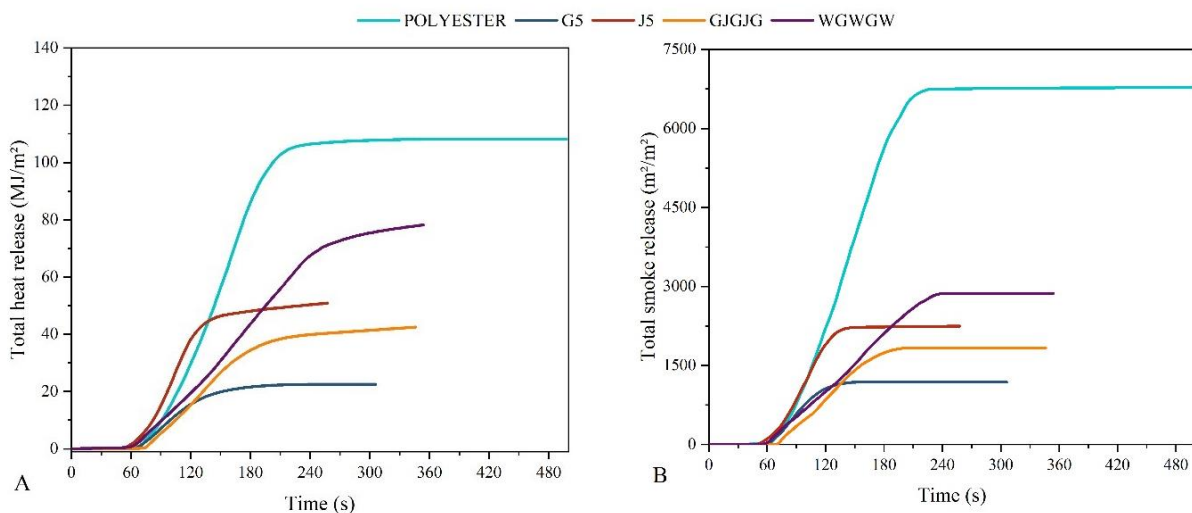 POLYESTER G5 J5 GJGJG WGWGW
140
120
100
80
60
40
20
0
Total heat release (MJ/m²)
0 60 120 180 240 300 360 420 480
Time (s)
A
7500
6000
4500
3000
1500
0
Total smoke release (m²/m²)
0 60 120 180 240 300 360 420 480
Time (s)
B